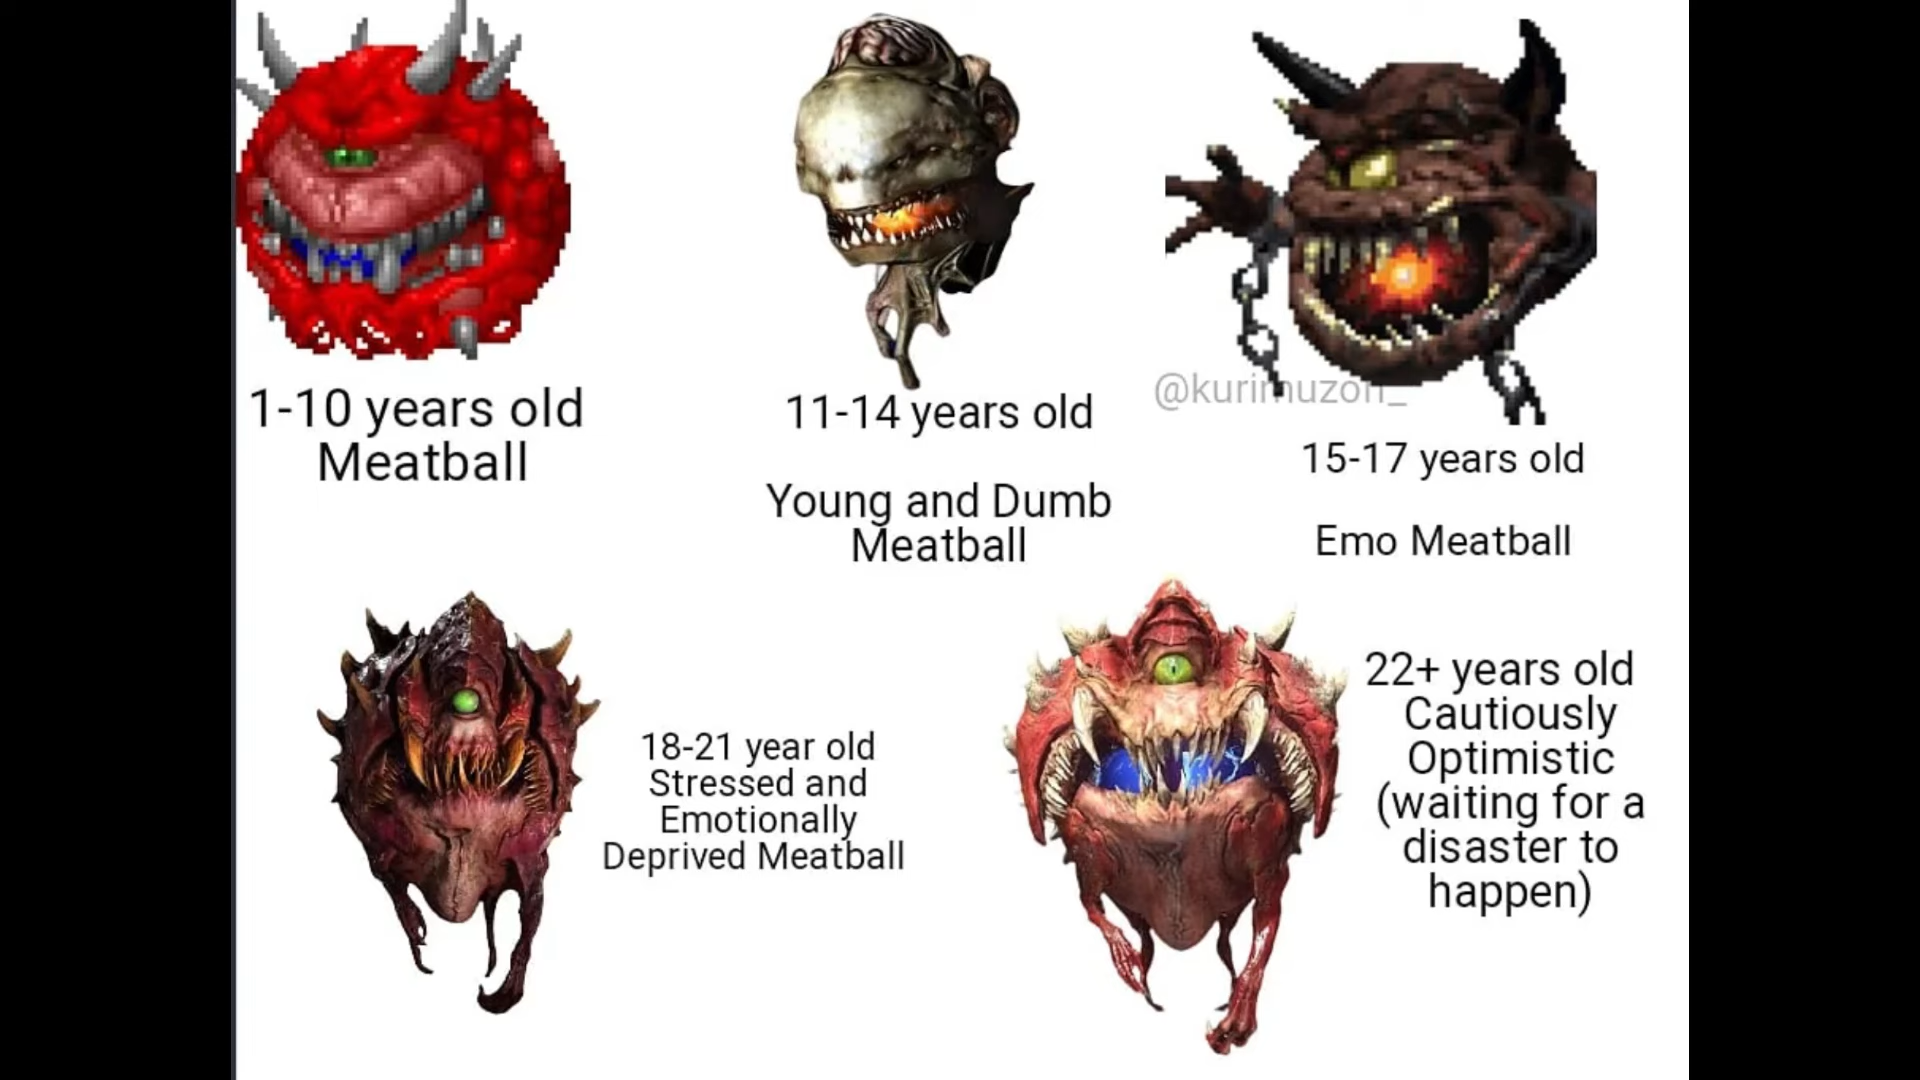 1-10 years old
Meatball
11-14 years old
Young and Dumb
Meatball
@kurimuzon_
15-17 years old
Emo Meatball
18-21 year old
Stressed and
Emotionally
Deprived Meatball
22+ years old
Cautiously
Optimistic
(waiting for a
disaster to
happen)